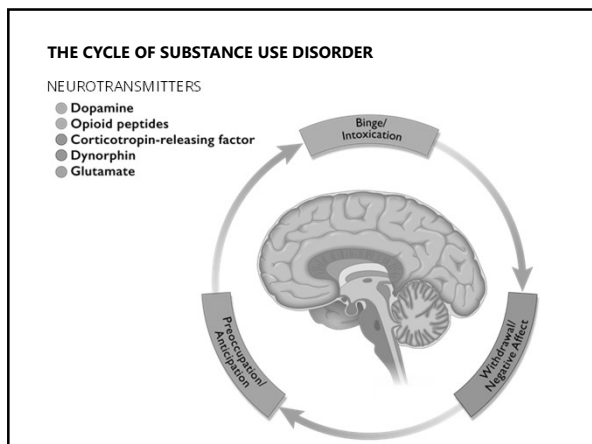 THE CYCLE OF SUBSTANCE USE DISORDER
NEUROTRANSMITTERS
Dopamine
Opioid peptides
Corticotropin-releasing factor
Dynorphin
Glutamate
Binge/
Intoxication
Withdrawal/
Negative Affect
Preoccupation/
Anticipation